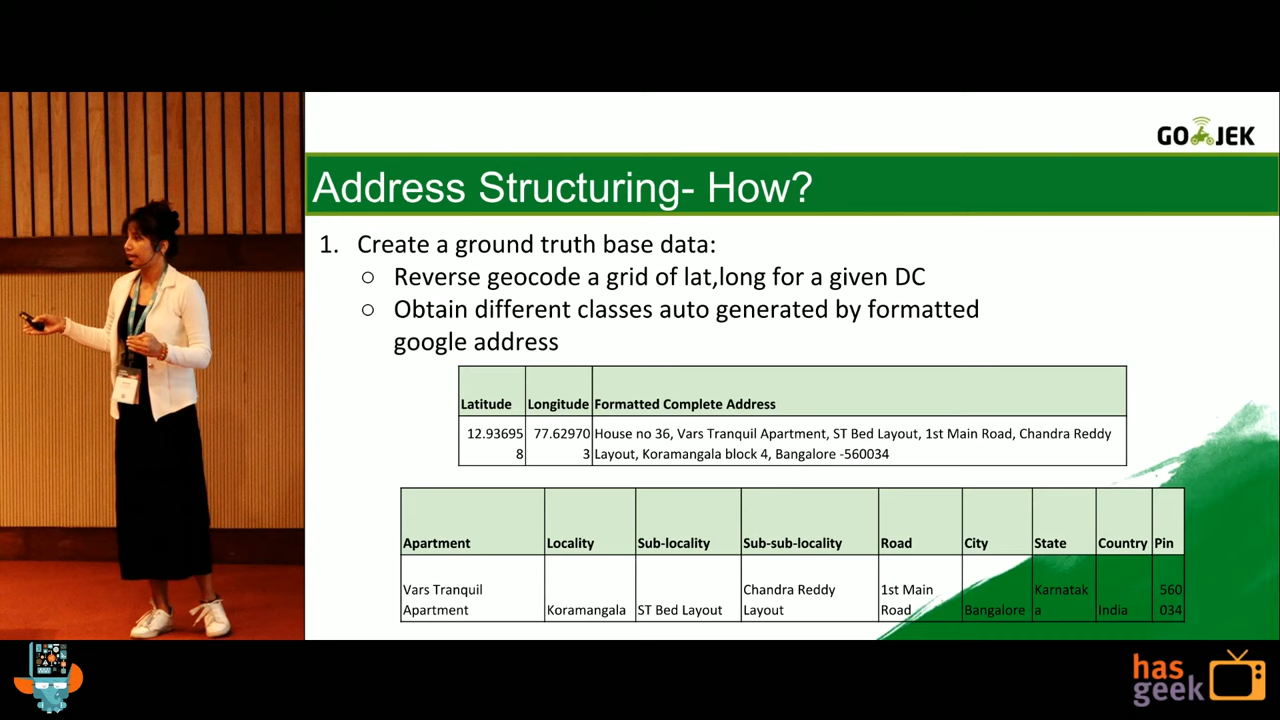 GO JEK
Address Structuring- How?
1. Create a ground truth base data:
○ Reverse geocode a grid of lat,long for a given DC
○ Obtain different classes auto generated by formatted
google address
Latitude Longitude Formatted Complete Address
12.93695 77.62970 House no 36, Vars Tranquil Apartment, ST Bed Layout, 1st Main Road, Chandra Reddy
8 3 Layout, Koramangala block 4, Bangalore -560034
Apartment Locality Sub-locality Sub-sub-locality Road City State Country Pin
Vars Tranquil Chandra Reddy 1st Main Karnatak 560
Apartment Koramangala ST Bed Layout Layout Road Bangalore a India 034
has
geek